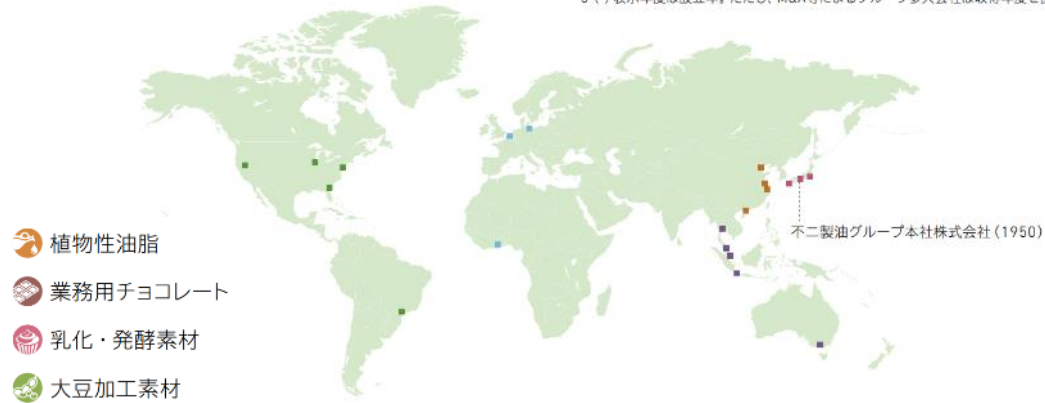 不二製油グループ本社株式会社(1950)
植物性油脂
業務用チョコレート
乳化・発酵素材
大豆加工素材